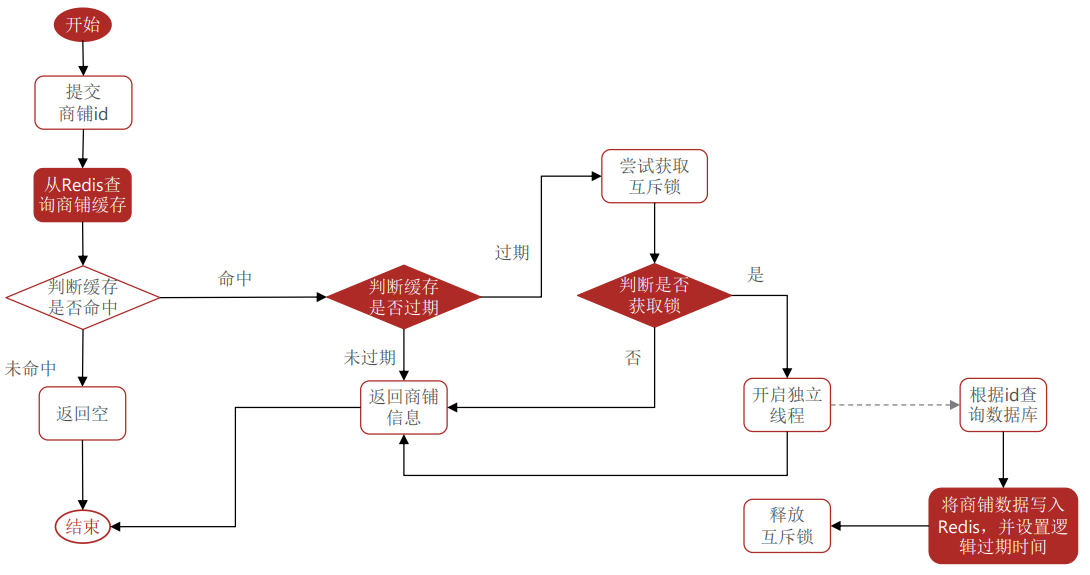 开始
提交
商铺id
从Redis查
询商铺缓存
判断缓存
是否命中
命中
未命中
返回空
结束
判断缓存
是否过期
过期
未过期
返回商铺
信息
尝试获取
互斥锁
判断是否
获取锁
是
否
开启独立
线程
根据id查
询数据库
将商铺数据写入
Redis，并设置逻
辑过期时间
释放
互斥锁